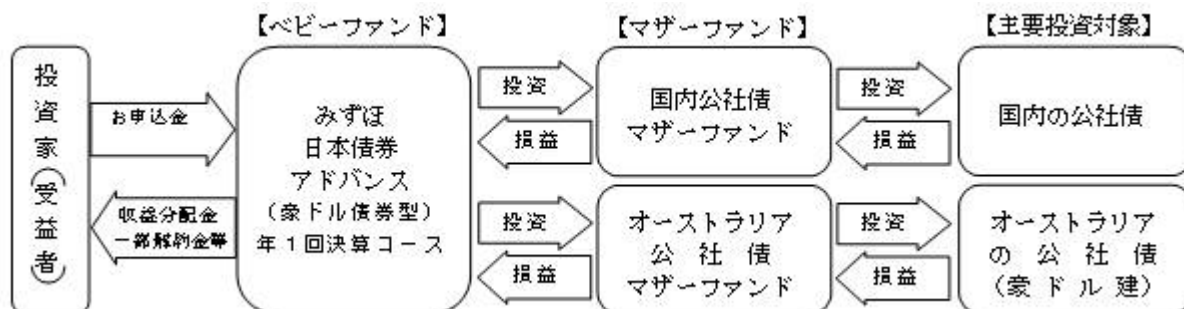 【ベビーファンド】
【マザーファンド】
【主要投資対象】
投資家(受益者)
お申込金
収益分配金
一部解約金等
みずほ
日本債券
アドバンス
(豪ドル債券型)
年1回決算コース
投資
損益
国内公社債
マザーファンド
投資
損益
国内の公社債
投資
損益
オーストラリア
公社債
マザーファンド
投資
損益
オーストラリア
の公社債
(豪ドル建)